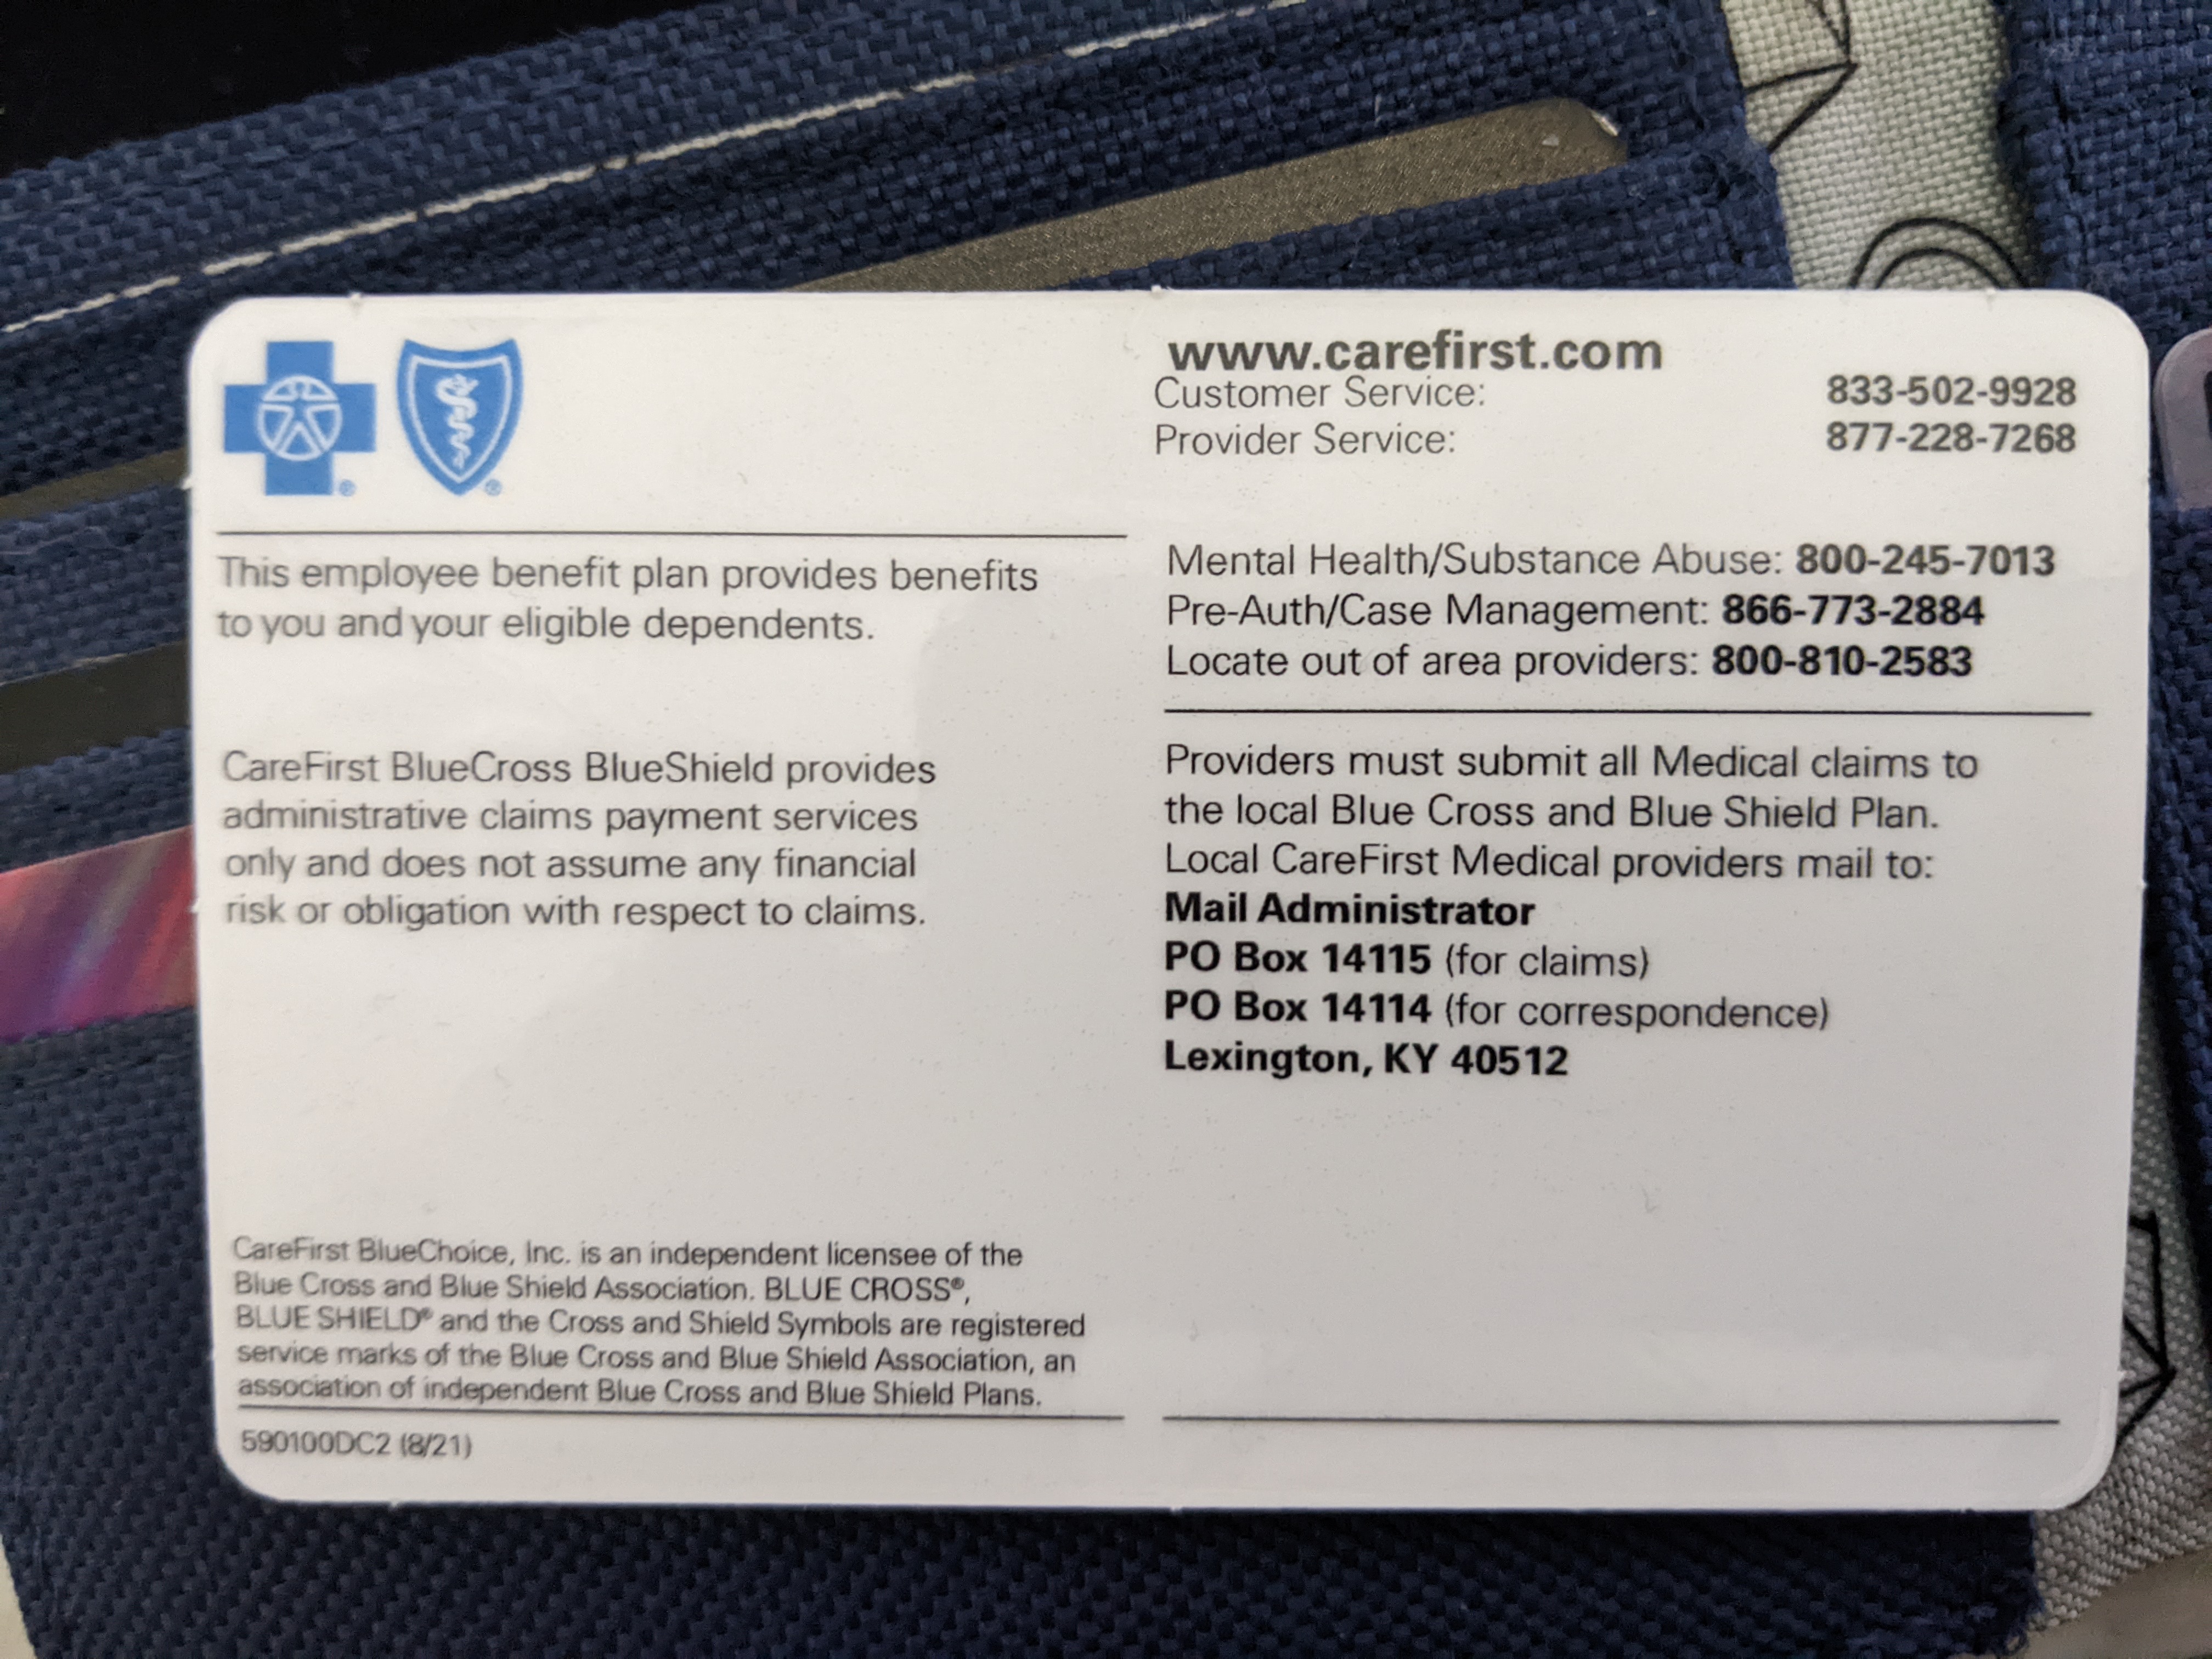 This employee benefit plan provides benefits
to you and your eligible dependents.
CareFirst BlueCross BlueShield provides
administrative claims payment services
only and does not assume any financial
risk or obligation with respect to claims.
CareFirst BlueChoice, Inc. is an independent licensee of the
Blue Cross and Blue Shield Association. BLUE CROSS®,
BLUE SHIELD® and the Cross and Shield Symbols are registered
service marks of the Blue Cross and Blue Shield Association, an
association of independent Blue Cross and Blue Shield Plans.
590100DC2 (8/21)
www.carefirst.com
Customer Service: 833-502-9928
Provider Service: 877-228-7268
Mental Health/Substance Abuse: 800-245-7013
Pre-Auth/Case Management: 866-773-2884
Locate out of area providers: 800-810-2583
Providers must submit all Medical claims to
the local Blue Cross and Blue Shield Plan.
Local CareFirst Medical providers mail to:
Mail Administrator
PO Box 14115 (for claims)
PO Box 14114 (for correspondence)
Lexington, KY 40512